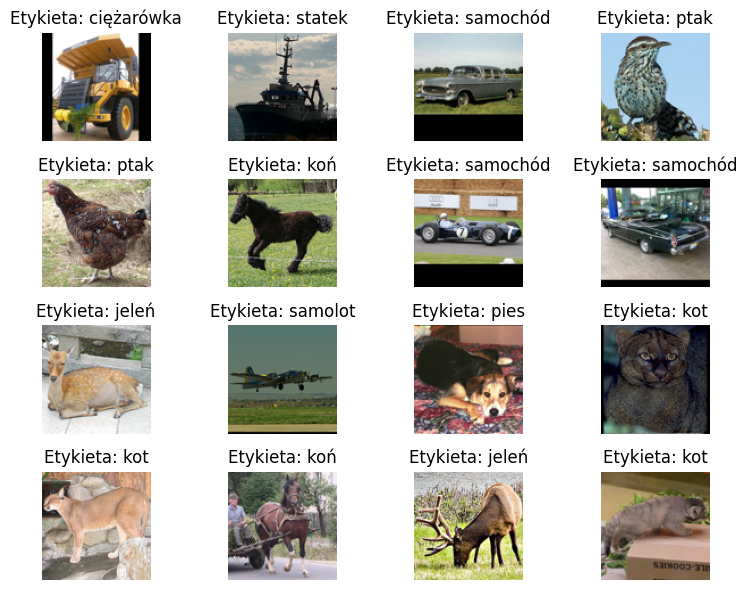 Etykieta: ciężarówka
Etykieta: statek
Etykieta: samochód
Etykieta: ptak
Etykieta: ptak
Etykieta: koń
Etykieta: samochód
Etykieta: samochód
7
Etykieta: jeleń
Etykieta: samolot
Etykieta: pies
Etykieta: kot
Etykieta: kot
Etykieta: koń
Etykieta: jeleń
Etykieta: kot